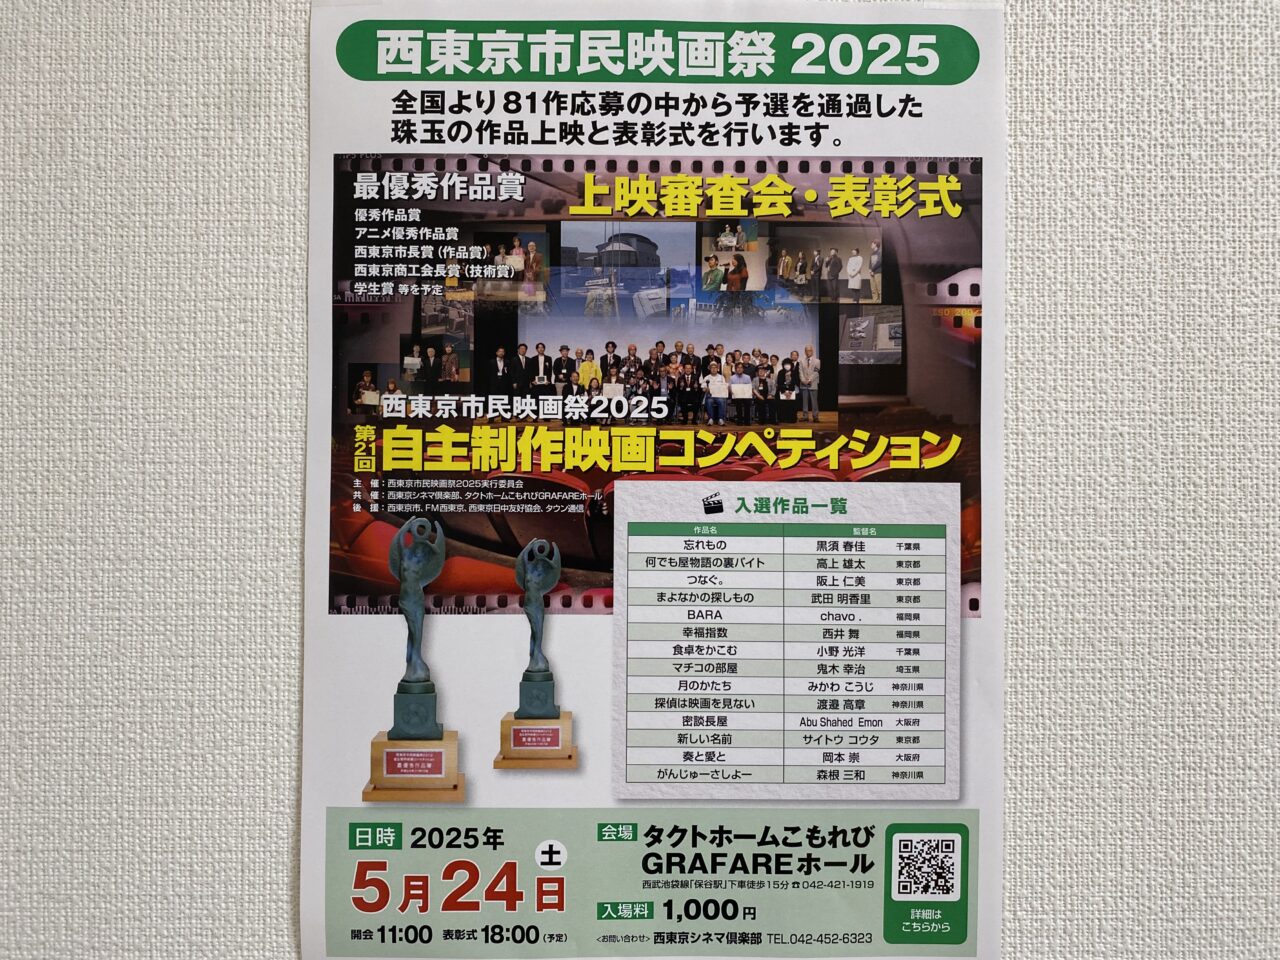 西東京市民映画祭 2025
全国より81作応募の中から予選を通過した
珠玉の作品上映と表彰式を行います。
最優秀作品賞
上映審査会・表彰式
優秀作品賞
アニメ優秀作品賞
西東京市長賞(作品賞)
西東京商工会長賞(技術賞)
学生賞 等を予定
西東京市民映画祭2025
第21回 自主制作映画コンペティション
主 催：西東京市民映画祭2025実行委員会
共 催：西東京シネマ倶楽部、タクトホームこもれびGRAFAREホール
後 援：西東京市、FM西東京、西東京日中友好協会、タウン通信
入選作品一覧
作品名 監督名
忘れもの 黒須 春佳 千葉県
何でも屋物語の裏バイト 高上 雄太 東京都
つなぐ。 阪上 仁美 東京都
まよなかの探しもの 武田 明香里 東京都
BARA chavo . 福岡県
幸福指数 西井 舞 福岡県
食卓をかこむ 小野 光洋 千葉県
マチコの部屋 鬼木 幸治 埼玉県
月のかたち みかわ こうじ 神奈川県
探偵は映画を見ない 渡邉 高章 神奈川県
密談長屋 Abu Shahed Emon 大阪府
新しい名前 サイトウ コウタ 東京都
奏と愛と 岡本 崇 大阪府
がんじゅーさしよー 森根 三和 神奈川県
最優秀作品賞
日時 2025年
5月24日 土
開会 11:00 表彰式 18:00 (予定)
会場 タクトホームこもれび
GRAFAREホール
西武池袋線「保谷駅」下車徒歩15分 ☎042-421-1919
入場料 1,000円
<お問い合わせ> 西東京シネマ倶楽部 TEL.042-452-6323
詳細は
こちらから